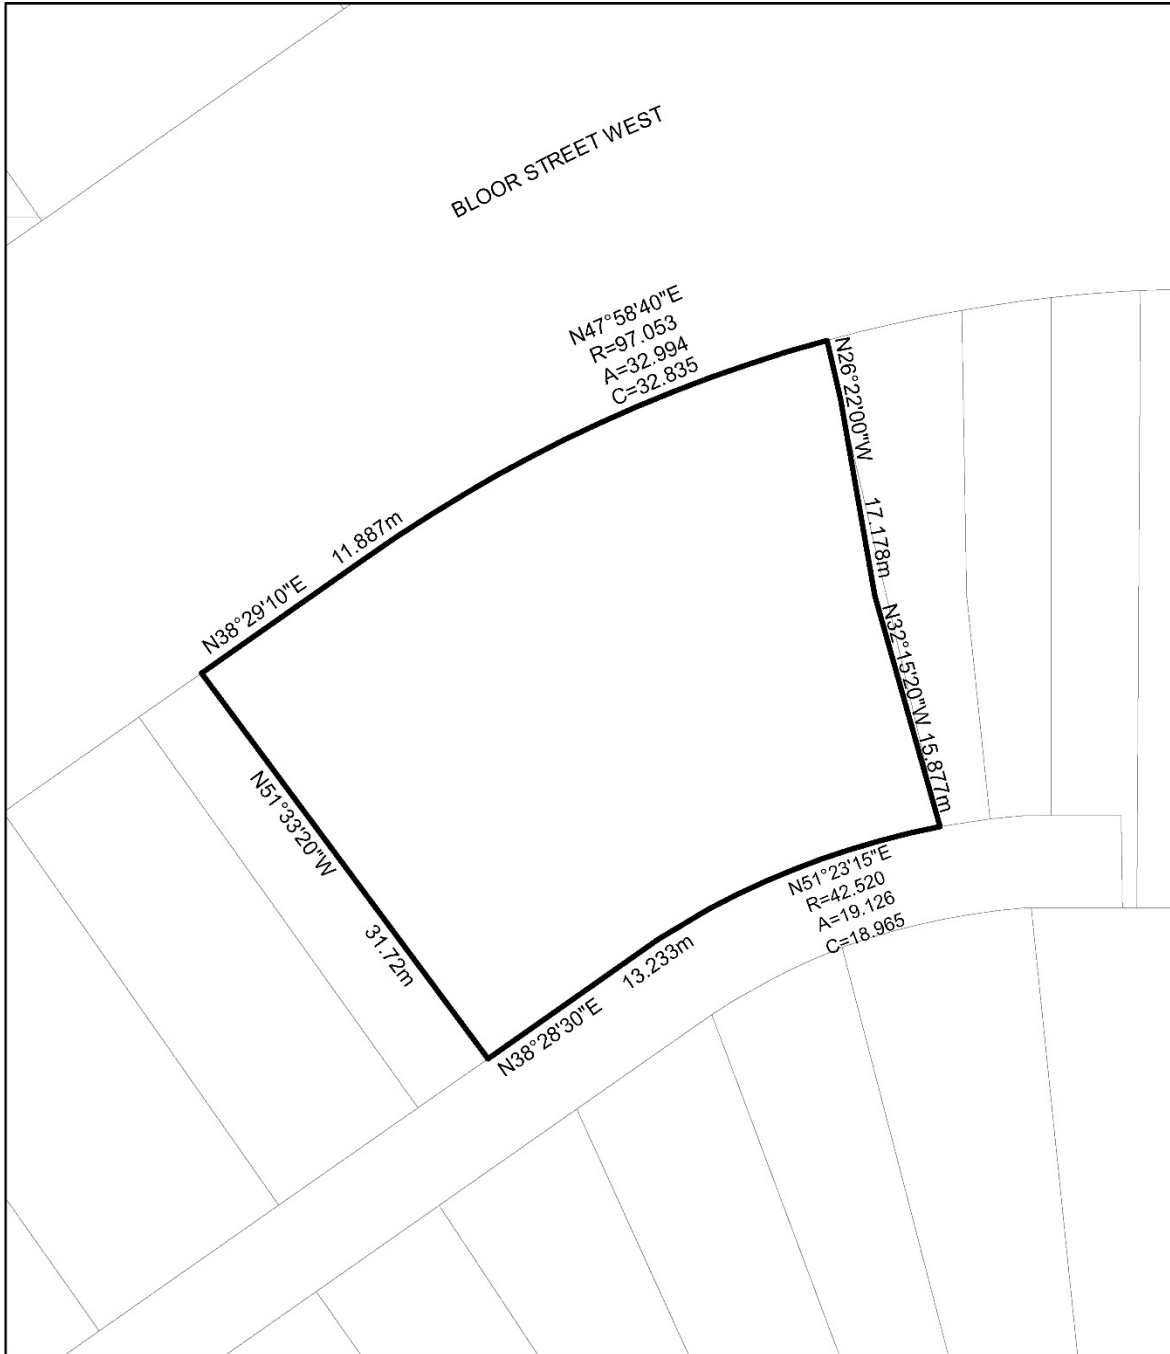 BLOOR STREET WEST
N47°58'40"E
R=97.053
A=32.994
C=32.835
N26°22'00"W
17.178m
11.887m
N38°29'10"E
N32°15'20"W 15.877m
N51°33'20"W
31.72m
N51°23'15"E
R=42.520
A=19.126
C=18.965
13.233m
N38°28'30"E